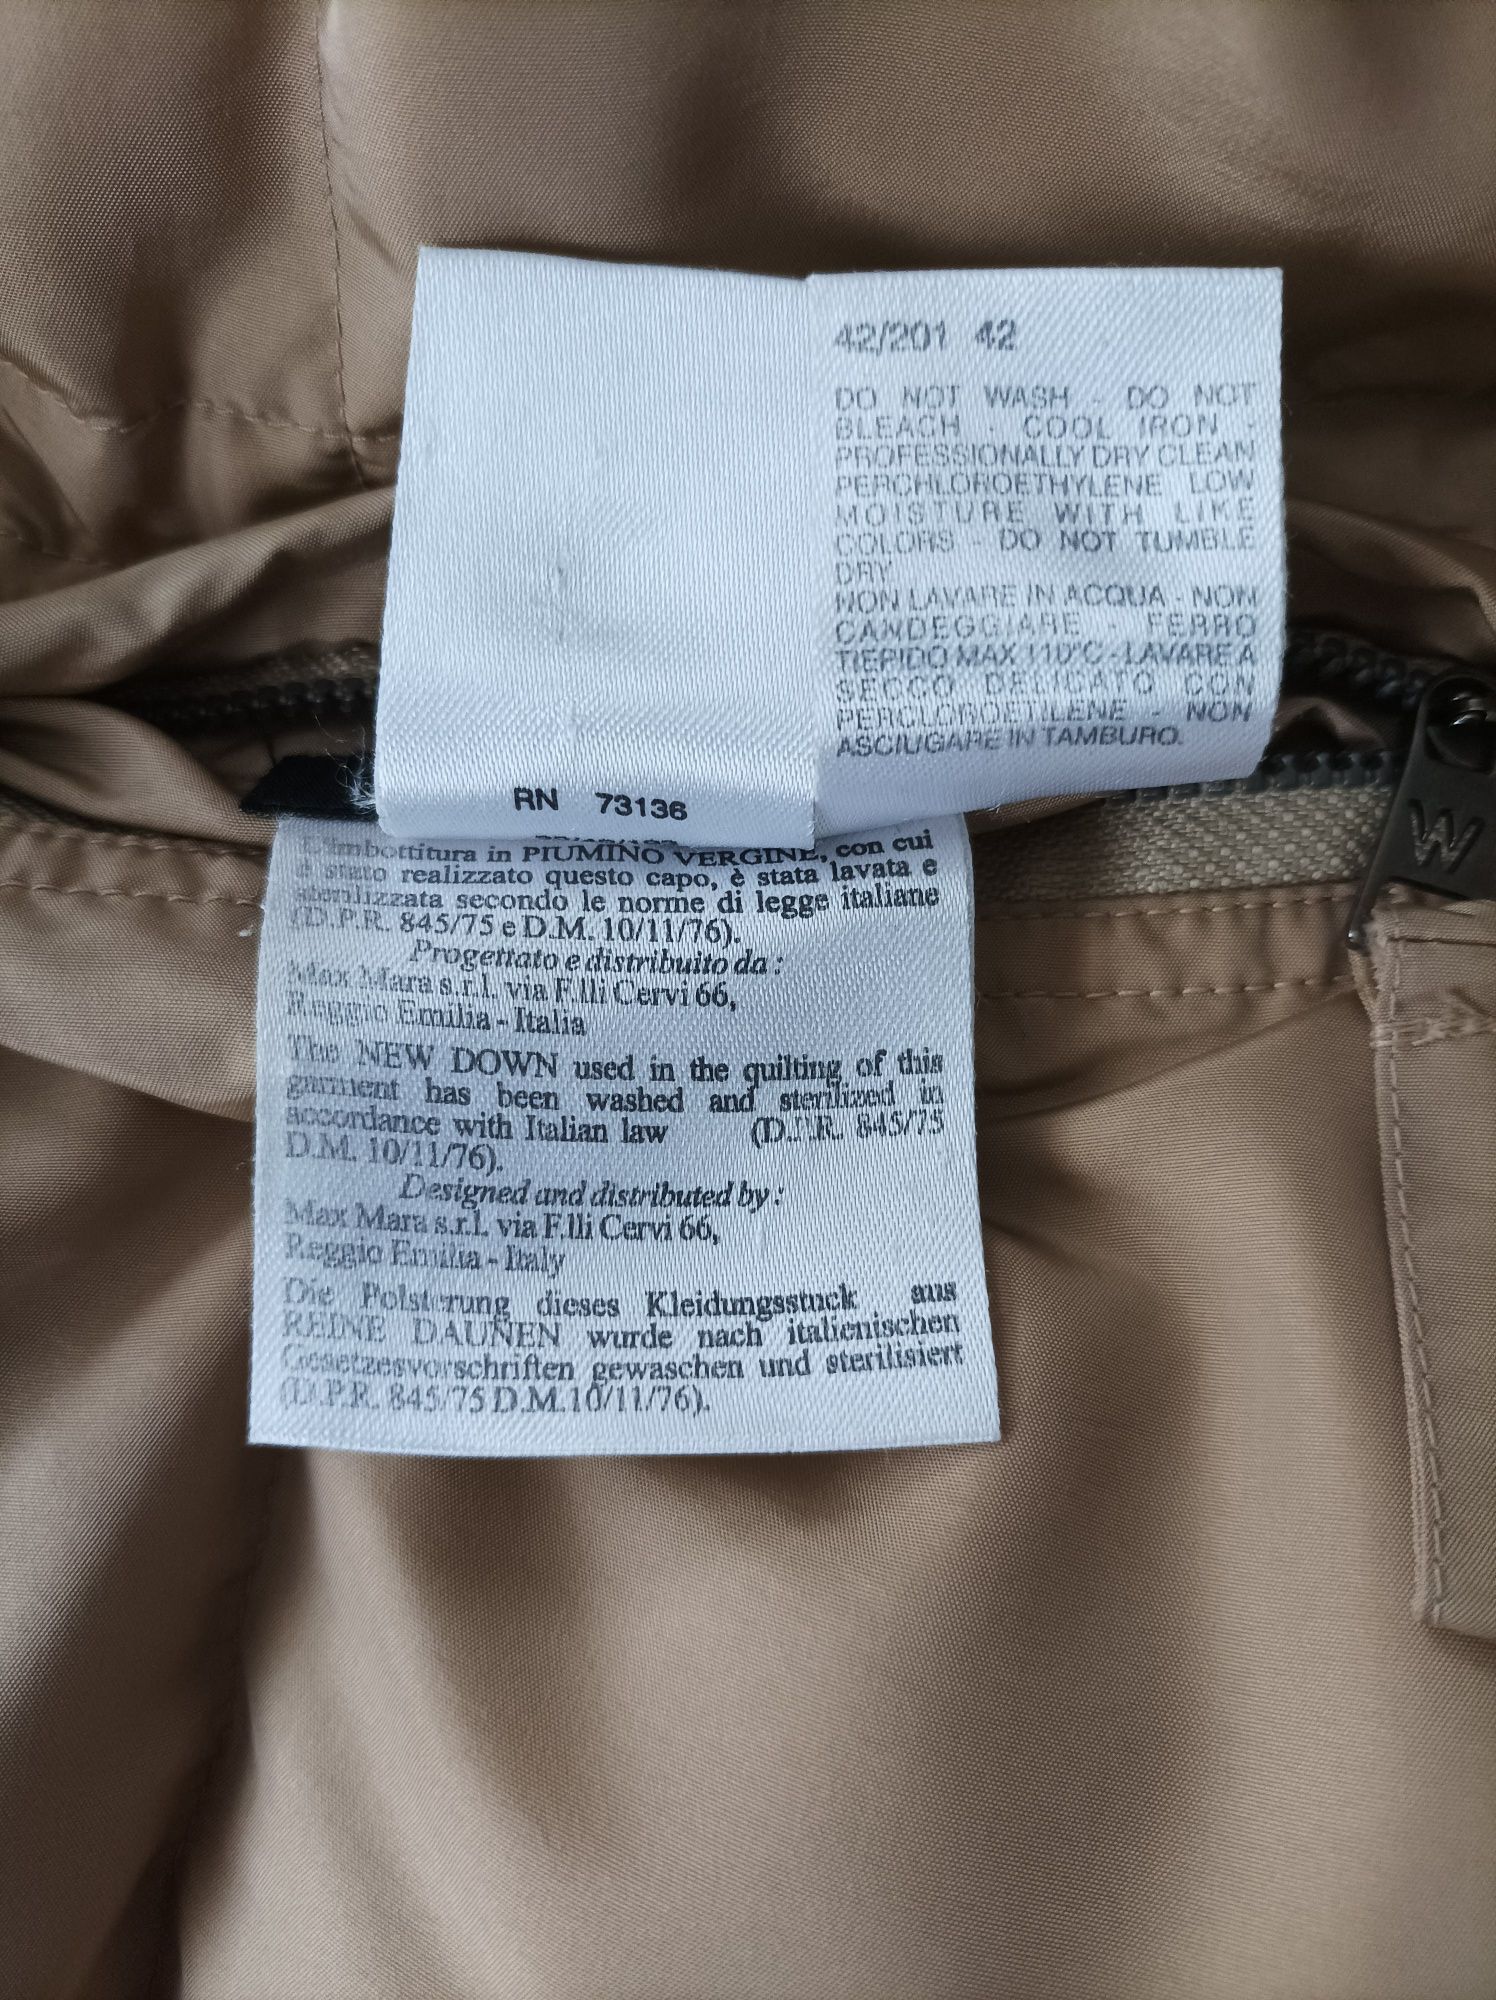 42/201 42
DO NOT WASH - DO NOT
BLEACH - COOL IRON -
PROFESSIONALLY DRY CLEAN
PERCHLOROETHYLENE LOW
MOISTURE WITH LIKE
COLORS - DO NOT TUMBLE
DRY
NON LAVARE IN ACQUA - NON
CANDEGGIARE - FERRO
TIEPIDO MAX 110°C - LAVARE A
SECCO DELICATO CON
PERCLOROETILENE - NON
ASCIUGARE IN TAMBURO.
RN 73136
L'imbottitura in PIUMINO VERGINE, con cui
è stato realizzato questo capo, è stata lavata e
sterilizzata secondo le norme di legge italiane
(D.P.R. 845/75 e D.M. 10/11/76).
Progettato e distribuito da :
Max Mara s.r.l. via F.lli Cervi 66,
Reggio Emilia - Italia
The NEW DOWN used in the quilting of this
garment has been washed and sterilized in
accordance with Italian law (D.P.R. 845/75
D.M. 10/11/76).
Designed and distributed by :
Max Mara s.r.l. via F.lli Cervi 66,
Reggio Emilia - Italy
Die Polsterung dieses Kleidungsstuck aus
REINE DAUNEN wurde nach italienischen
Gesetzesvorschriften gewaschen und sterilisiert
(D.P.R. 845/75 D.M.10/11/76).
W